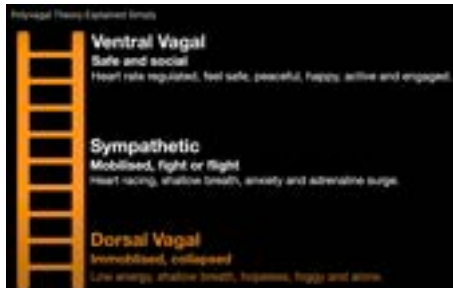 Polyvagal Theory Explained Simply
Ventral Vagal
Safe and social
Heart rate regulated, feel safe, peaceful, happy, active and engaged.
Sympathetic
Mobilised, fight or flight
Heart racing, shallow breath, anxiety and adrenaline surge.
Dorsal Vagal
Immobilised, collapsed
Low energy, shallow breath, hopeless, foggy and alone.